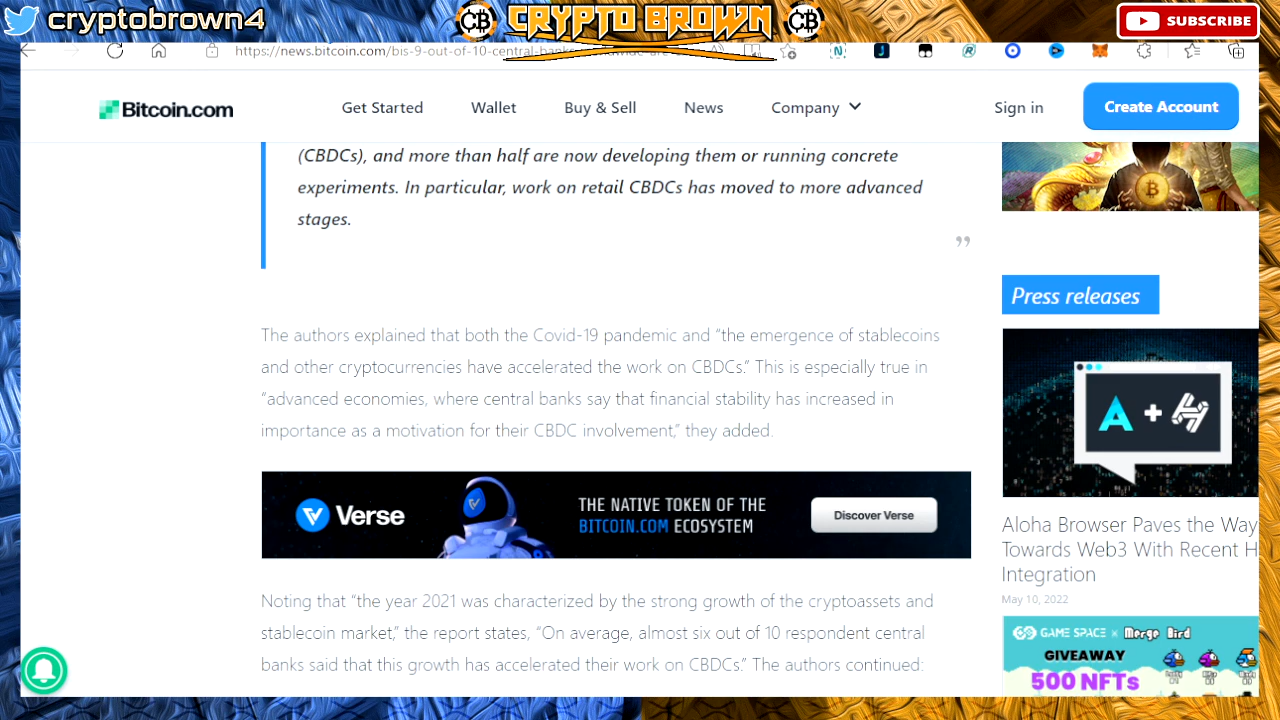 cryptobrown4
CB
CRYPTO BROWN
CB
SUBSCRIBE
https://news.bitcoin.com/bis-9-out-of-10-central-bank
Bitcoin.com
Get Started
Wallet
Buy & Sell
News
Company
Sign in
Create Account
(CBDCs), and more than half are now developing them or running concrete
experiments. In particular, work on retail CBDCs has moved to more advanced
stages.
”
Press releases
The authors explained that both the Covid-19 pandemic and “the emergence of stablecoins
and other cryptocurrencies have accelerated the work on CBDCs.” This is especially true in
“advanced economies, where central banks say that financial stability has increased in
importance as a motivation for their CBDC involvement,” they added.
Verse
THE NATIVE TOKEN OF THE
BITCOIN.COM ECOSYSTEM
Discover Verse
A + H
Aloha Browser Paves the Way
Towards Web3 With Recent H
Integration
May 10, 2022
Noting that “the year 2021 was characterized by the strong growth of the cryptoassets and
stablecoin market,” the report states, “On average, almost six out of 10 respondent central
banks said that this growth has accelerated their work on CBDCs.” The authors continued:
GAME SPACE x Merge Bird
GIVEAWAY
500 NFTs